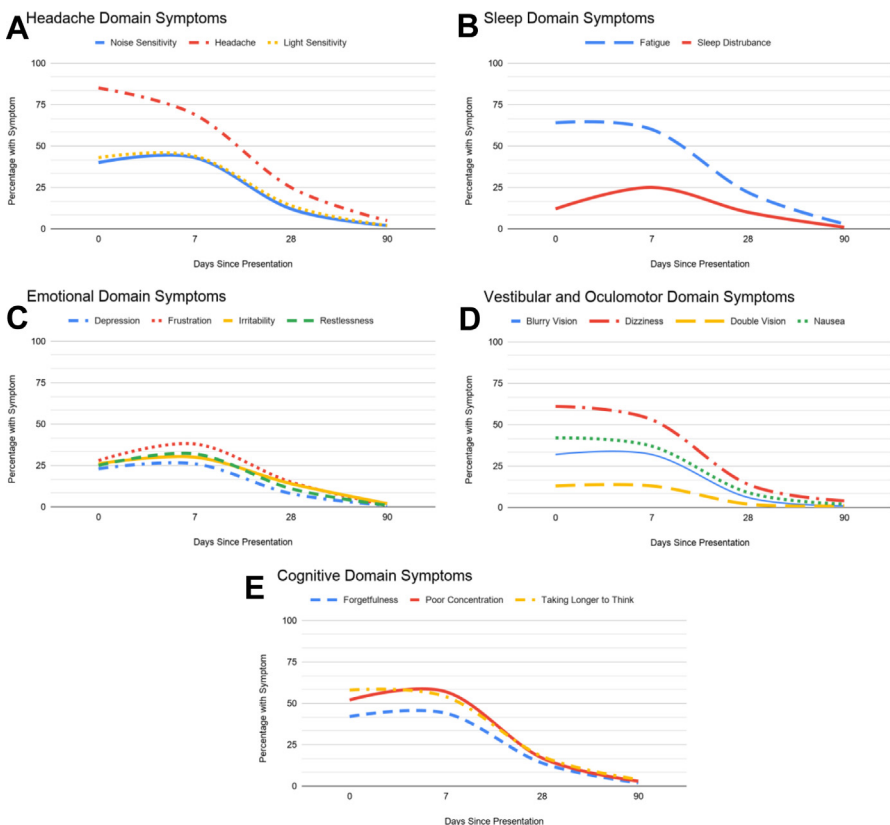 A Headache Domain Symptoms
Noise Sensitivity Headache Light Sensitivity
100
75
50
25
0
Percentage with Symptom
0 7 28 90
Days Since Presentation
B Sleep Domain Symptoms
Fatigue Sleep Distrubance
100
75
50
25
0
Percentage with Symptom
0 7 28 90
Days Since Presentation
C Emotional Domain Symptoms
Depression Frustration Irritability Restlessness
100
75
50
25
0
Percentage with Symptom
0 7 28 90
Days Since Presentation
D Vestibular and Oculomotor Domain Symptoms
Blurry Vision Dizziness Double Vision Nausea
100
75
50
25
0
Percentage with Symptom
0 7 28 90
Days Since Presentation
E Cognitive Domain Symptoms
Forgetfulness Poor Concentration Taking Longer to Think
100
75
50
25
0
Percentage with Symptom
0 7 28 90
Days Since Presentation